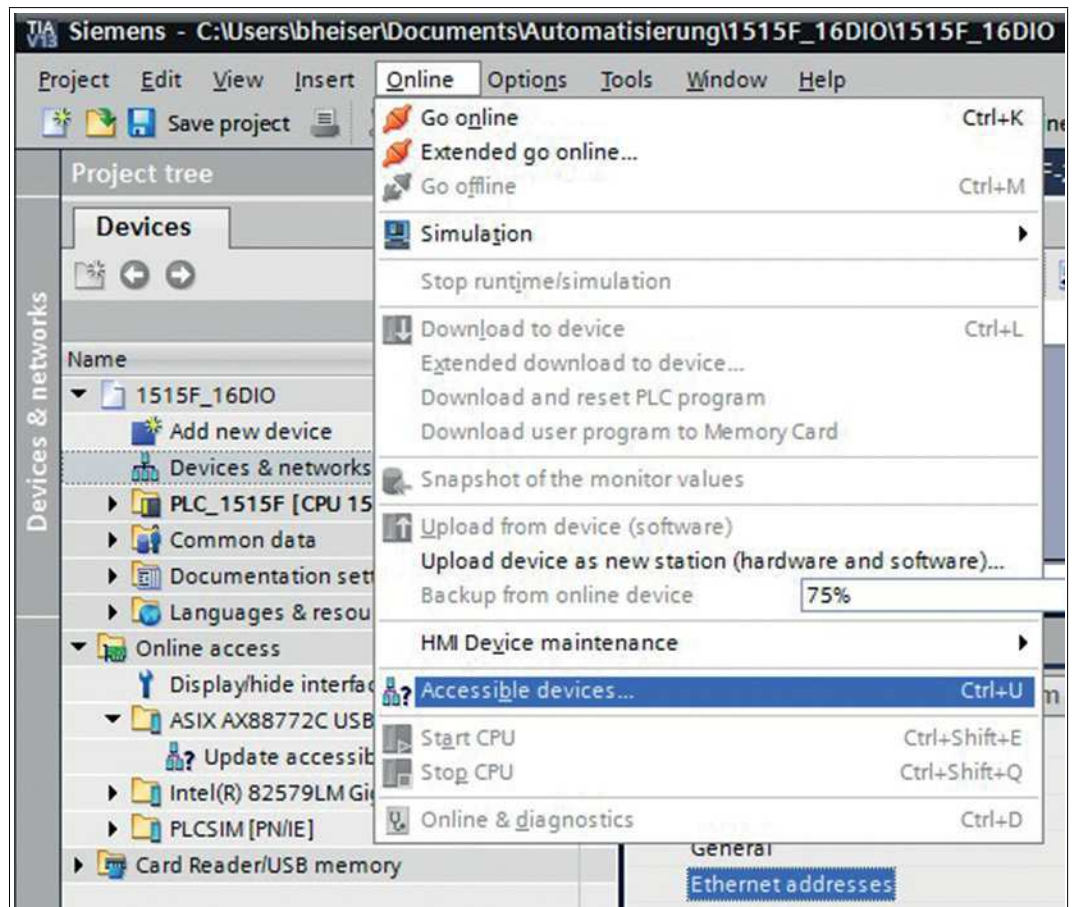 TIA V13 Siemens - C:\Users\bheiser\Documents\Automatisierung\1515F_16DIO\1515F_16DIO
Project Edit View Insert Online Options Tools Window Help
Save project
Go online Ctrl+K
Extended go online...
Go offline Ctrl+M
Simulation
Stop runtime/simulation
Download to device Ctrl+L
Extended download to device...
Download and reset PLC program
Download user program to Memory Card
Snapshot of the monitor values
Upload from device (software)
Upload device as new station (hardware and software)...
Backup from online device
75%
HMI Device maintenance
Accessible devices... Ctrl+U
Start CPU Ctrl+Shift+E
Stop CPU Ctrl+Shift+Q
Online & diagnostics Ctrl+D
Devices & networks
Project tree
Devices
Name
1515F_16DIO
Add new device
Devices & networks
PLC_1515F [CPU 15
Common data
Documentation sett
Languages & resou
Online access
Display/hide interfac
ASIX AX88772C USB
Update accessib
Intel(R) 82579LM Gig
PLCSIM [PN/IE]
Card Reader/USB memory
General
Ethernet addresses